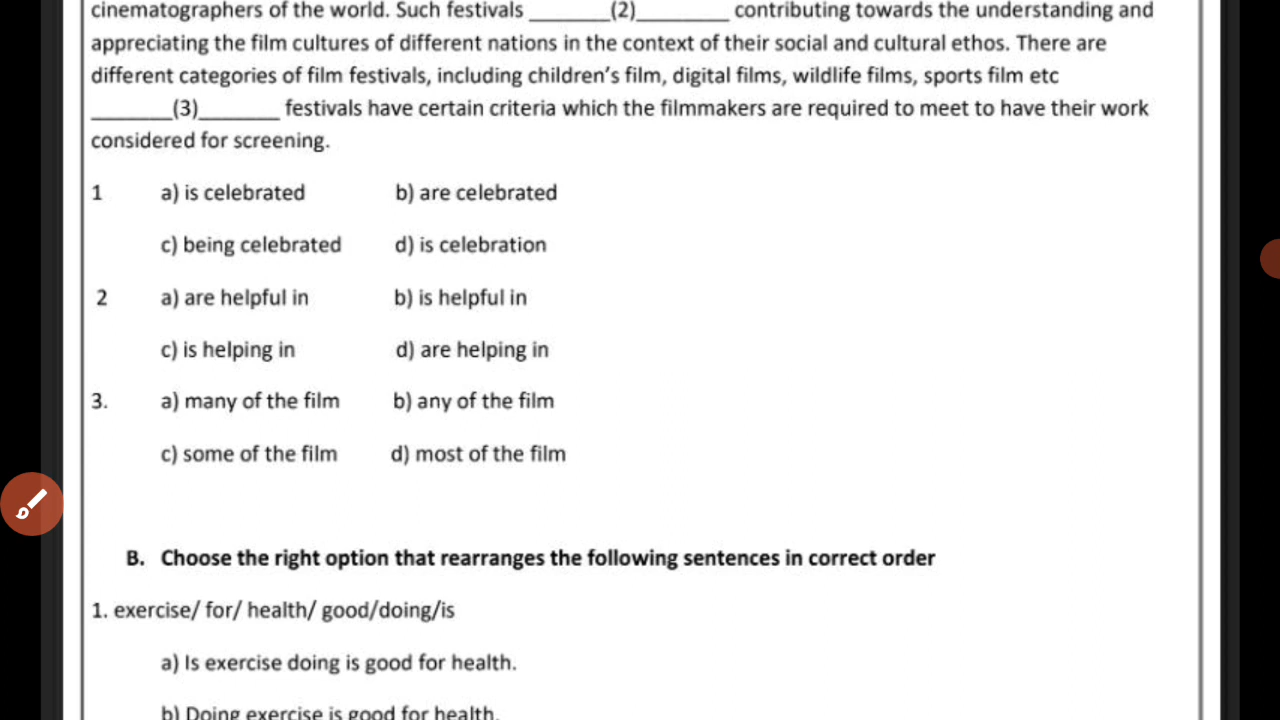 cinematographers of the world. Such festivals _______(2)________ contributing towards the understanding and
appreciating the film cultures of different nations in the context of their social and cultural ethos. There are
different categories of film festivals, including children's film, digital films, wildlife films, sports film etc
_______(3)_______ festivals have certain criteria which the filmmakers are required to meet to have their work
considered for screening.
1 a) is celebrated b) are celebrated
c) being celebrated d) is celebration
2 a) are helpful in b) is helpful in
c) is helping in d) are helping in
3. a) many of the film b) any of the film
c) some of the film d) most of the film
B. Choose the right option that rearranges the following sentences in correct order
1. exercise/ for/ health/ good/doing/is
a) Is exercise doing is good for health.
b) Doing exercise is good for health.